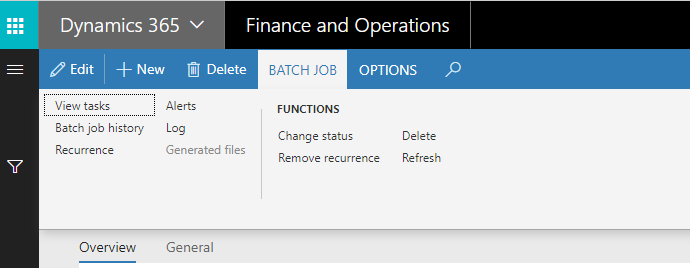 Dynamics 365 Finance and Operations
Edit New Delete BATCH JOB OPTIONS
View tasks Alerts
Batch job history Log
Recurrence Generated files
FUNCTIONS
Change status Delete
Remove recurrence Refresh
Overview General